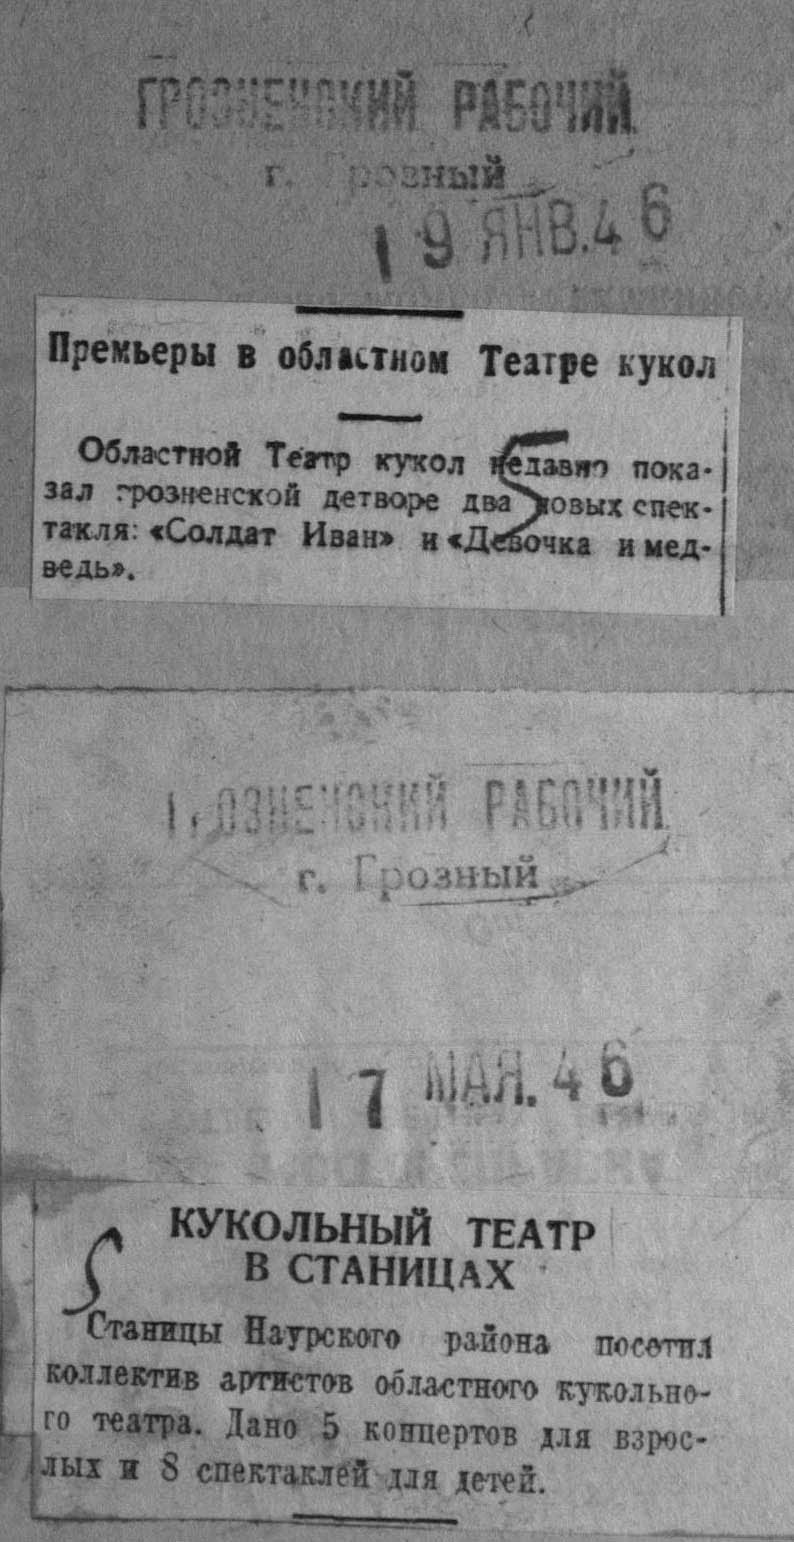 ГРОЗНЕНСКИЙ РАБОЧИЙ
г. Грозный
19 ЯНВ. 46
Премьеры в областном Театре кукол
Областной Театр кукол недавно пока-
зал грозненской детворе два новых спек-
такля: «Солдат Иван» и «Девочка и мед-
ведь».
ГРОЗНЕНСКИЙ РАБОЧИЙ
г. Грозный
17 МАЯ. 46
КУКОЛЬНЫЙ ТЕАТР
В СТАНИЦАХ
Станицы Наурского района посетил
коллектив артистов областного кукольно-
го театра. Дано 5 концертов для взрос-
лых и 8 спектаклей для детей.